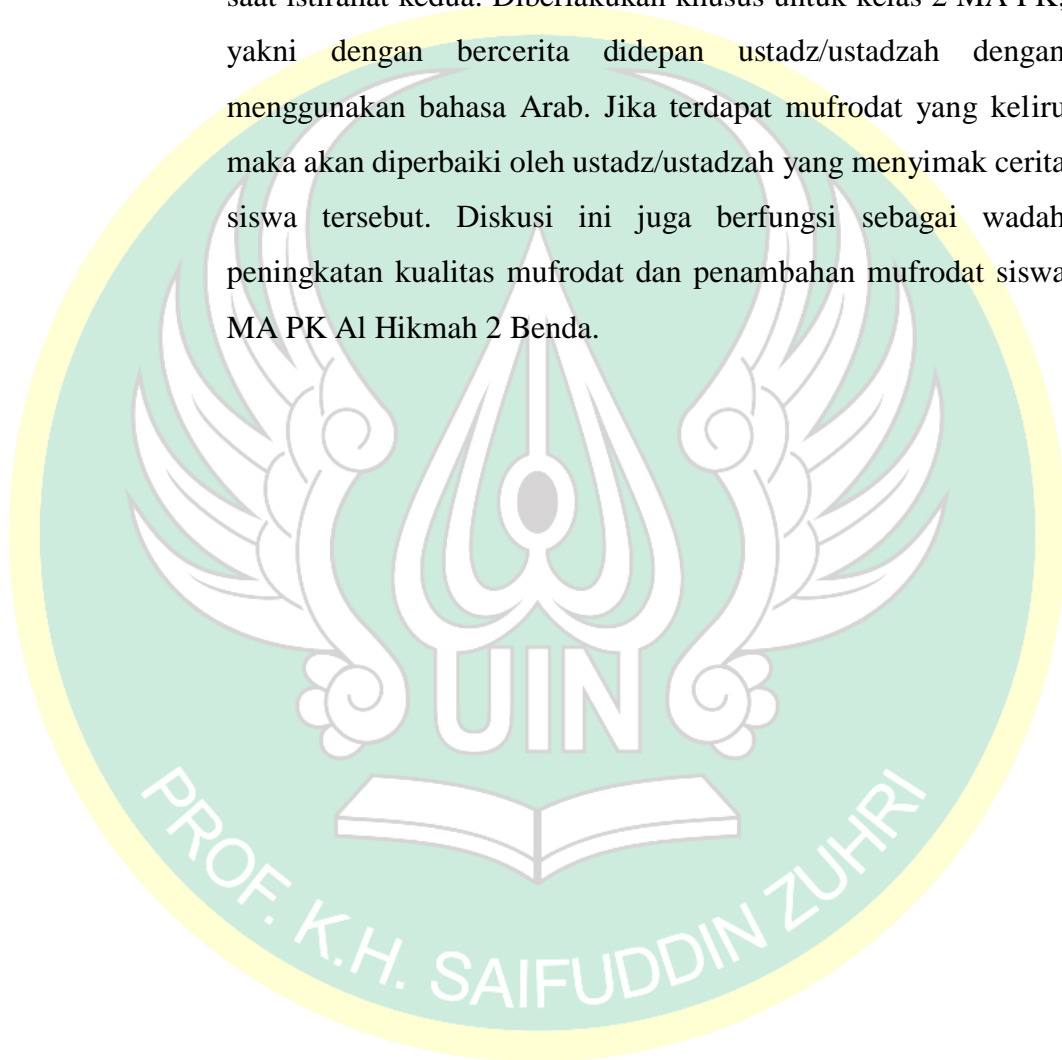 saat istirahat kedua. Diberlakukan khusus untuk kelas 2 MA PK,
yakni dengan bercerita didepan ustadz/ustadzah dengan
menggunakan bahasa Arab. Jika terdapat mufrodat yang keliru
maka akan diperbaiki oleh ustadz/ustadzah yang menyimak cerita
siswa tersebut. Diskusi ini juga berfungsi sebagai wadah
peningkatan kualitas mufrodat dan penambahan mufrodat siswa
MA PK Al Hikmah 2 Benda.
UIN
PROF. K.H. SAIFUDDIN ZUHRI